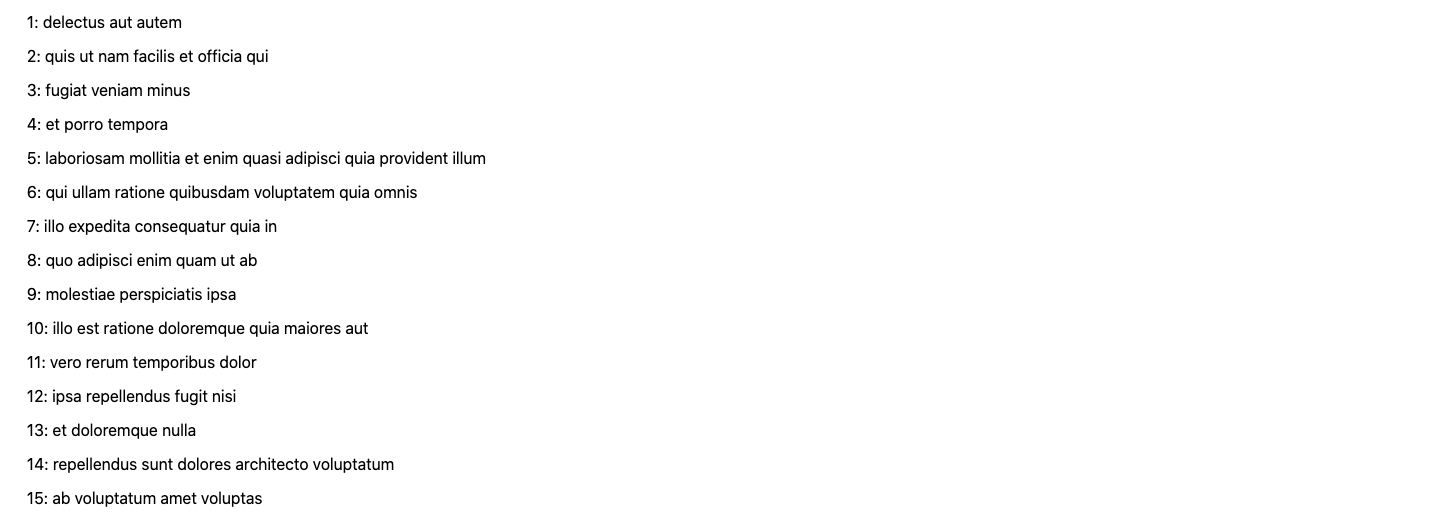 1: delectus aut autem
2: quis ut nam facilis et officia qui
3: fugiat veniam minus
4: et porro tempora
5: laboriosam mollitia et enim quasi adipisci quia provident illum
6: qui ullam ratione quibusdam voluptatem quia omnis
7: illo expedita consequatur quia in
8: quo adipisci enim quam ut ab
9: molestiae perspiciatis ipsa
10: illo est ratione doloremque quia maiores aut
11: vero rerum temporibus dolor
12: ipsa repellendus fugit nisi
13: et doloremque nulla
14: repellendus sunt dolores architecto voluptatum
15: ab voluptatum amet voluptas